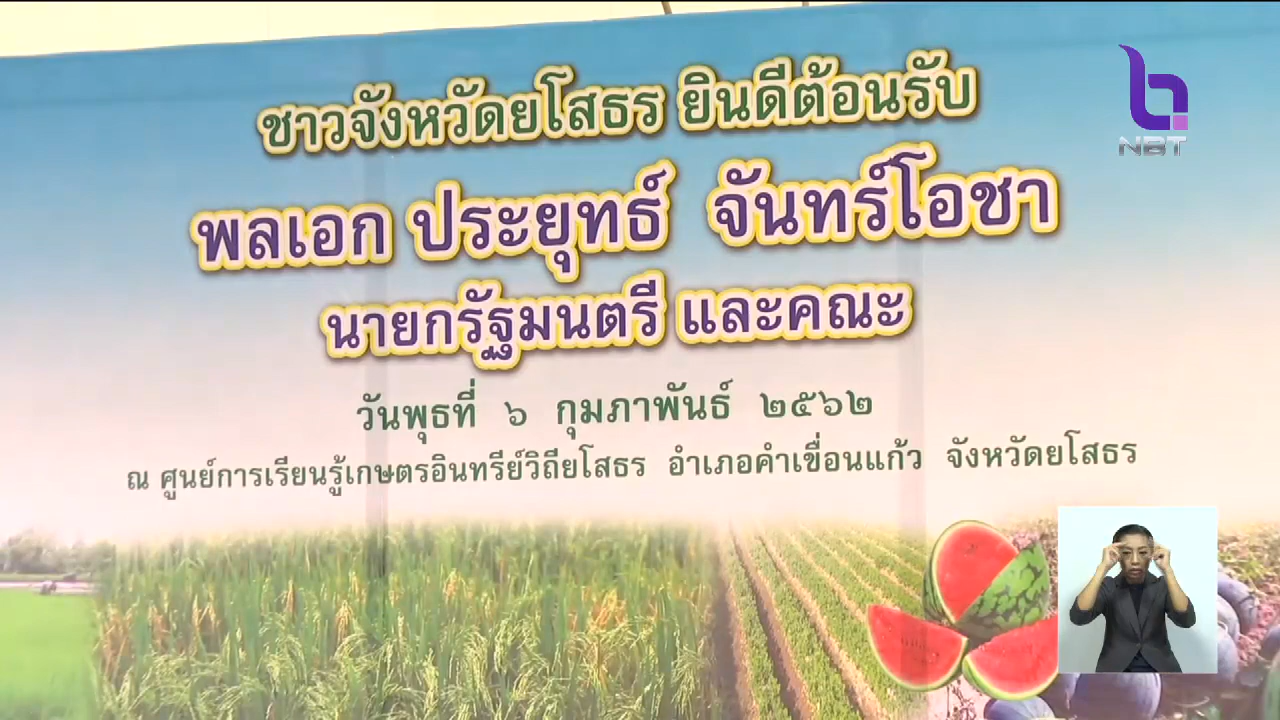 ชาวจังหวัดยโสธร ยินดีต้อนรับ
พลเอก ประยุทธ์ จันทร์โอชา
นายกรัฐมนตรี และคณะ
วันพุธที่ ๖ กุมภาพันธ์ ๒๕๖๒
ณ ศูนย์การเรียนรู้เกษตรอินทรีย์วิถียโสธร อำเภอคำเขื่อนแก้ว จังหวัดยโสธร
NBT